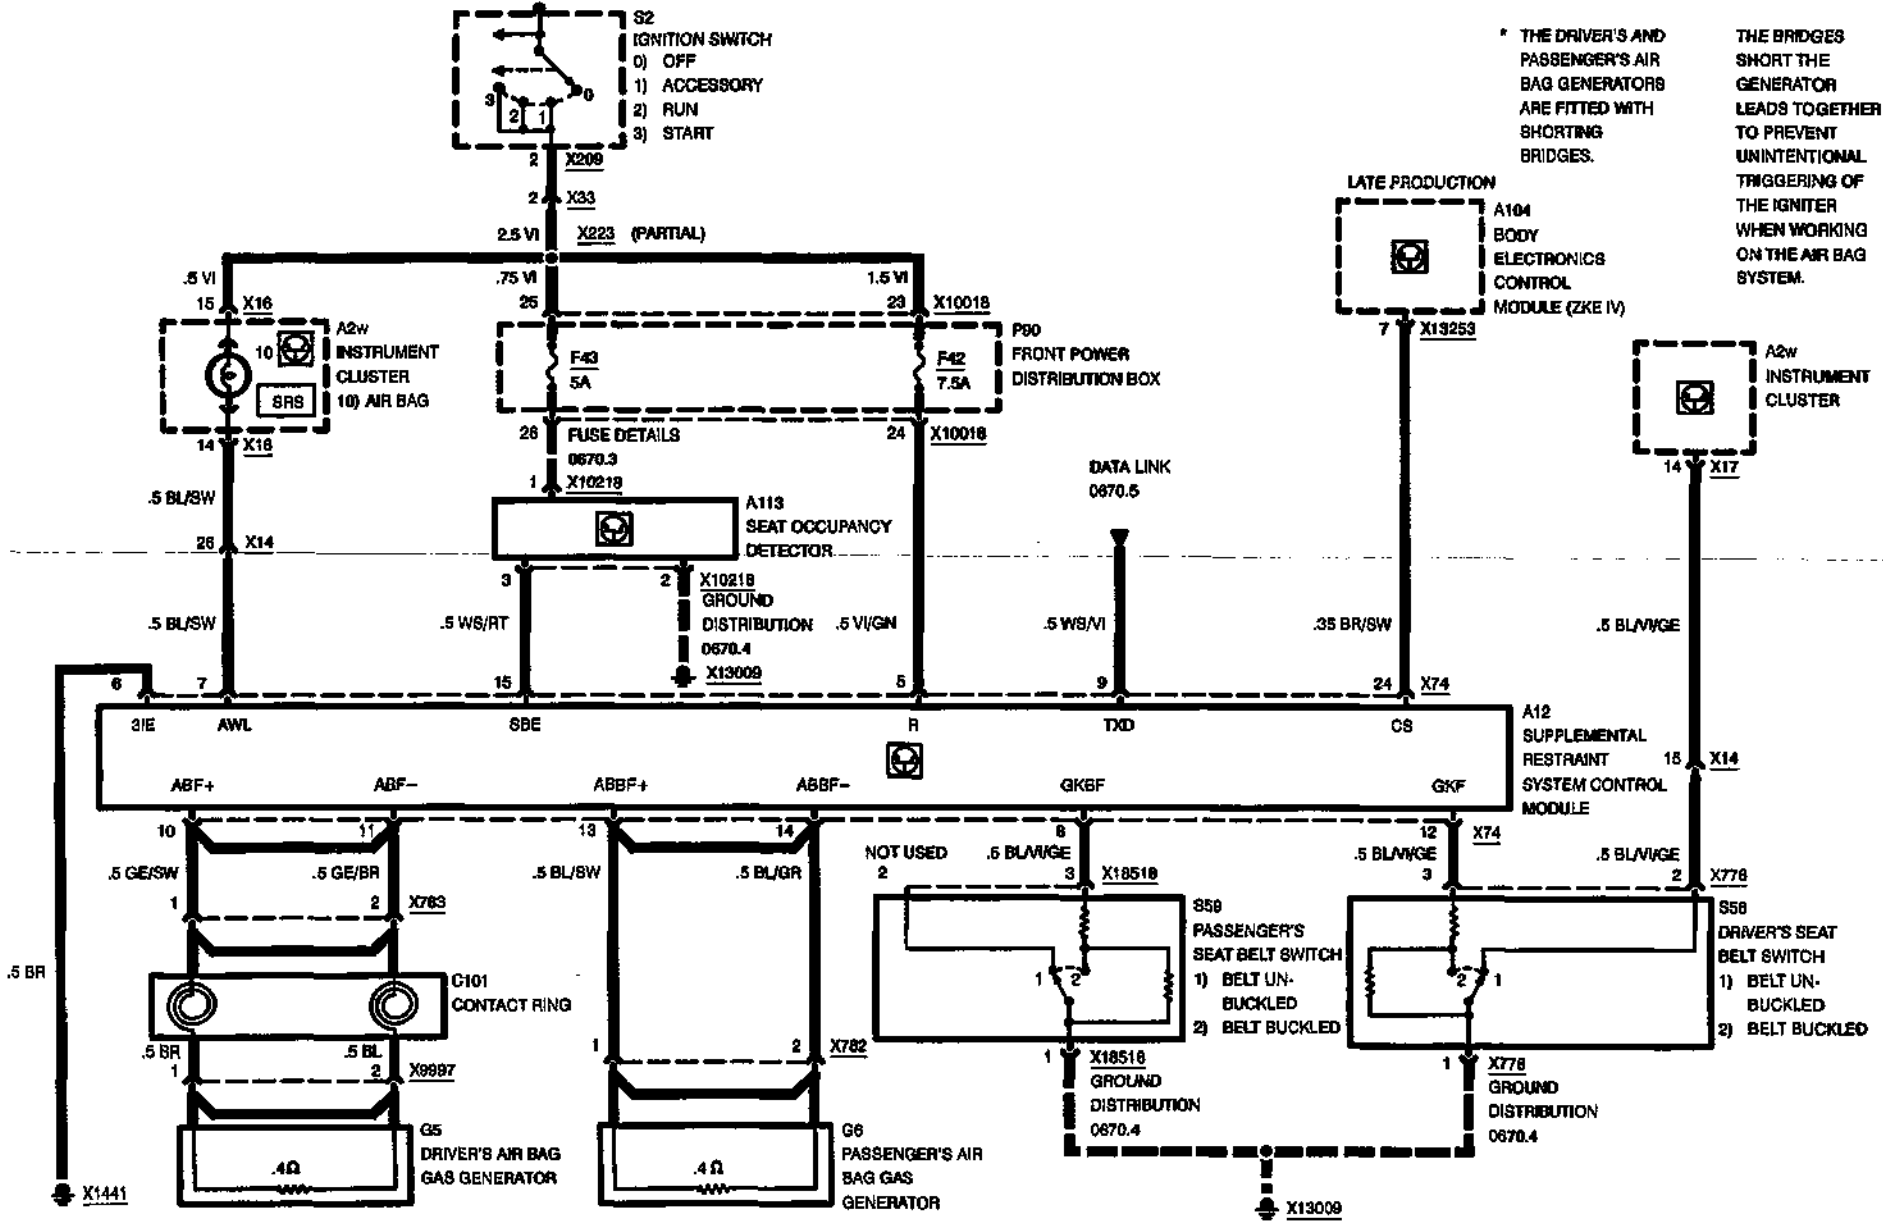 S2
IGNITION SWITCH
0) OFF
1) ACCESSORY
2) RUN
3) START
3
2
1
0
2 X209
2 X33
2.5 VI X223 (PARTIAL)
* THE DRIVER'S AND
PASSENGER'S AIR
BAG GENERATORS
ARE FITTED WITH
SHORTING
BRIDGES.
THE BRIDGES
SHORT THE
GENERATOR
LEADS TOGETHER
TO PREVENT
UNINTENTIONAL
TRIGGERING OF
THE IGNITER
WHEN WORKING
ON THE AIR BAG
SYSTEM.
LATE PRODUCTION
A104
BODY
ELECTRONICS
CONTROL
MODULE (ZKE IV)
7 X13253
.5 VI
.75 VI
1.5 VI
15 X16
25
23 X10018
A2w
INSTRUMENT
CLUSTER
10) AIR BAG
10
SRS
14 X16
F43
5A
F42
7.5A
P90
FRONT POWER
DISTRIBUTION BOX
26 FUSE DETAILS
0670.3
24 X10018
1 X10218
A113
SEAT OCCUPANCY
DETECTOR
DATA LINK
0670.5
A2w
INSTRUMENT
CLUSTER
14 X17
.5 BL/SW
26 X14
3
2 X10218
GROUND
DISTRIBUTION
0670.4
X13009
.5 BL/SW
.5 WS/RT
.5 VI/GN
.5 WS/VI
.35 BR/SW
.5 BL/VI/GE
6
7
15
5
9
24 X74
31E
AWL
SBE
R
TXD
CS
A12
SUPPLEMENTAL
RESTRAINT
SYSTEM CONTROL
MODULE
15 X14
ABF+
ABF-
ABBF+
ABBF-
GKBF
GKF
10
11
13
14
8
12 X74
.5 GE/SW
.5 GE/BR
.5 BL/SW
.5 BL/GR
NOT USED
2
.5 BL/VI/GE
3 X18518
.5 BL/VI/GE
3
.5 BL/VI/GE
2 X778
1
2 X783
S59
PASSENGER'S
SEAT BELT SWITCH
1) BELT UN-
BUCKLED
2) BELT BUCKLED
1
2
S58
DRIVER'S SEAT
BELT SWITCH
1) BELT UN-
BUCKLED
2) BELT BUCKLED
2
1
.5 BR
C101
CONTACT RING
.5 BR
.5 BL
1
2 X9997
1
2 X782
1 X18518
GROUND
DISTRIBUTION
0670.4
1 X778
GROUND
DISTRIBUTION
0670.4
G5
DRIVER'S AIR BAG
GAS GENERATOR
.4Ω
G6
PASSENGER'S AIR
BAG GAS
GENERATOR
.4Ω
X1441
X13009